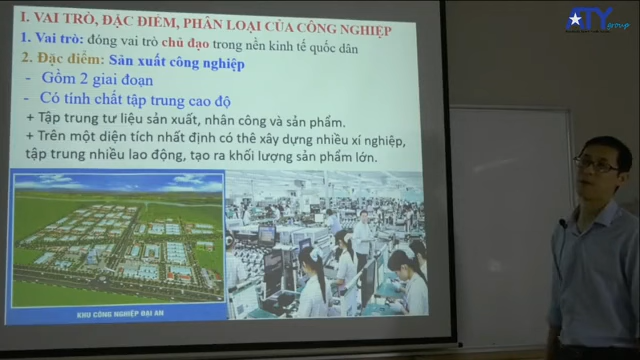 I. VAI TRÒ, ĐẶC ĐIỂM, PHÂN LOẠI CỦA CÔNG NGHIỆP
1. Vai trò: đóng vai trò chủ đạo trong nền kinh tế quốc dân
2. Đặc điểm: Sản xuất công nghiệp
- Gồm 2 giai đoạn
- Có tính chất tập trung cao độ
+ Tập trung tư liệu sản xuất, nhân công và sản phẩm.
+ Trên một diện tích nhất định có thể xây dựng nhiều xí nghiệp,
tập trung nhiều lao động, tạo ra khối lượng sản phẩm lớn.
KHU CÔNG NGHIỆP ĐẠI AN
ATY group